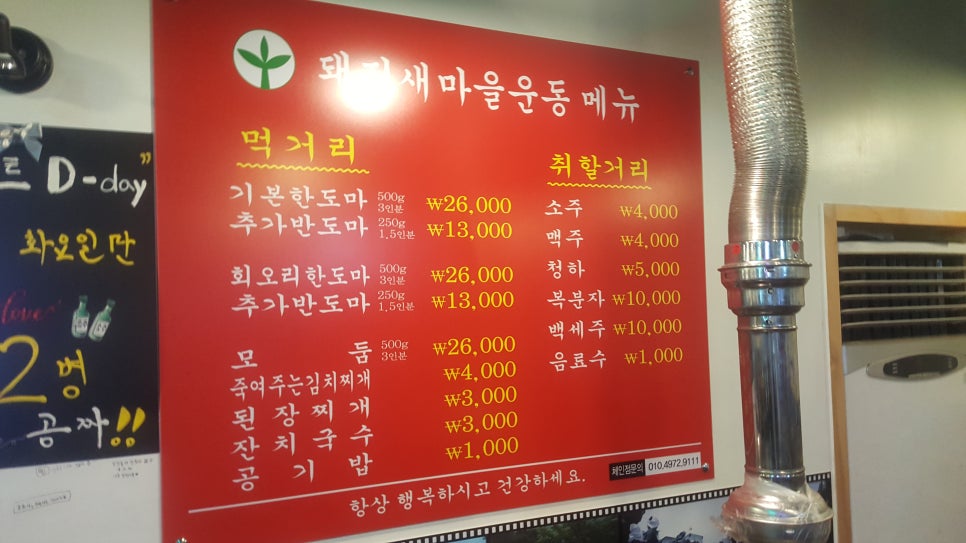 돼지새마을운동 메뉴
먹거리
기본한도마 500g 3인분 ₩26,000
추가반도마 250g 1.5인분 ₩13,000
회오리한도마 500g 3인분 ₩26,000
추가반도마 250g 1.5인분 ₩13,000
모듬 500g 3인분 ₩26,000
죽여주는김치찌개 ₩4,000
된장찌개 ₩3,000
잔치국수 ₩3,000
공기밥 ₩1,000
취할거리
소주 ₩4,000
맥주 ₩4,000
청하 ₩5,000
복분자 ₩10,000
백세주 ₩10,000
음료수 ₩1,000
항상 행복하시고 건강하세요.
체인점문의 010.4972.9111
트 D-day"
화요일만
love
2병
공짜!!